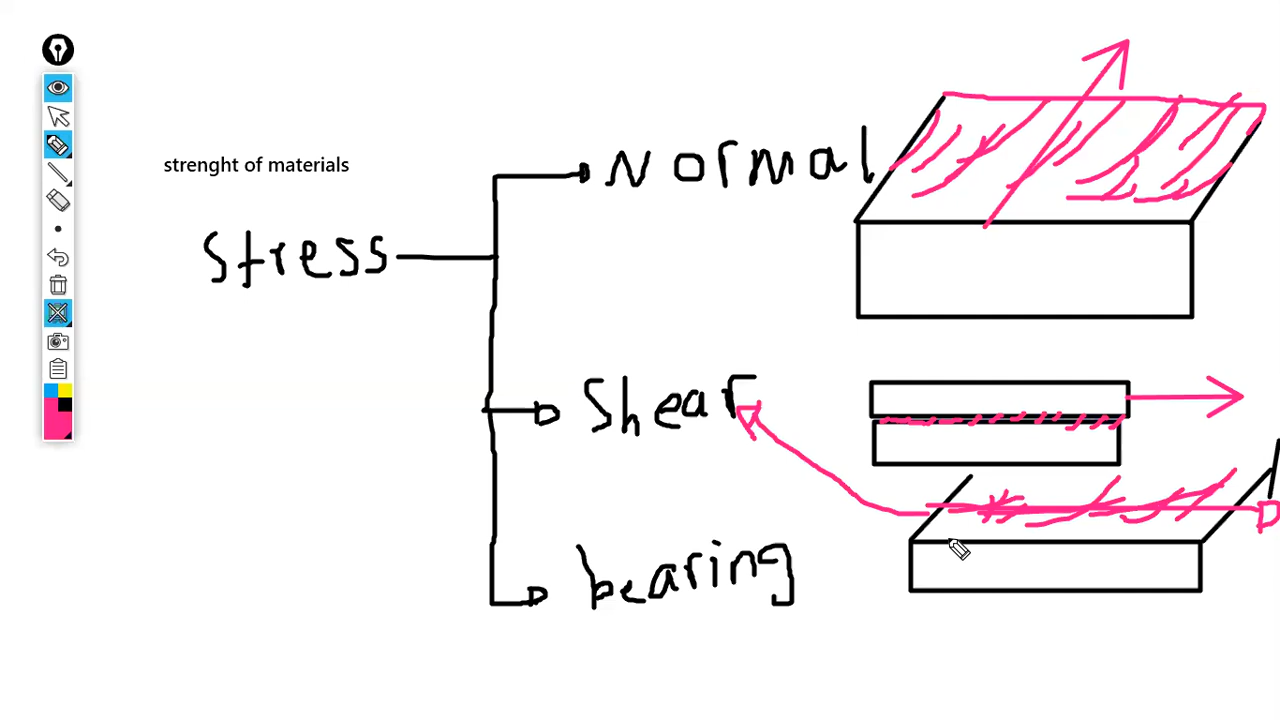 strenght of materials
Normal
Stress
Shear
bearing